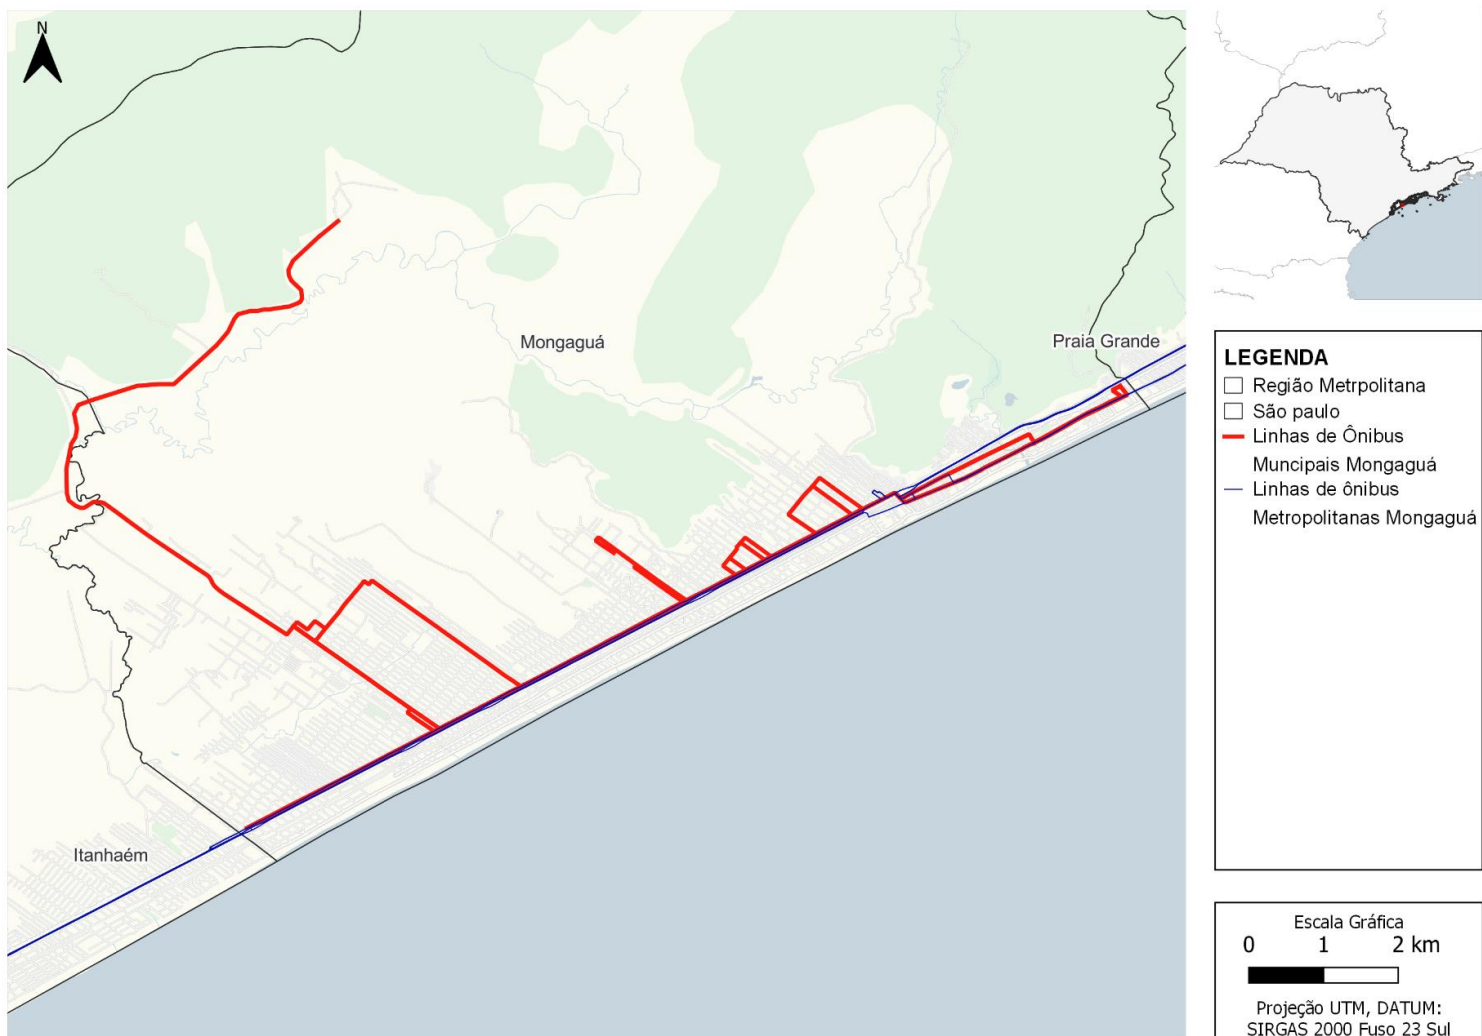 N
Mongaguá
Praia Grande
Itanhaém
LEGENDA
Região Metrpolitana
São paulo
Linhas de Ônibus
Muncipais Mongaguá
Linhas de ônibus
Metropolitanas Mongaguá
Escala Gráfica
0 1 2 km
Projeção UTM, DATUM:
SIRGAS 2000 Fuso 23 Sul